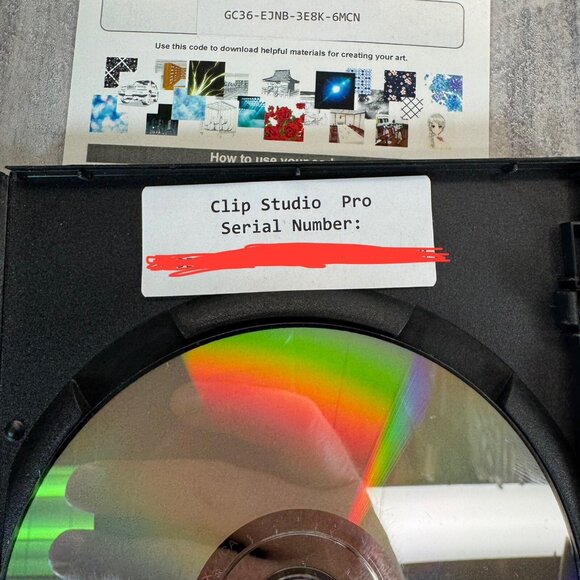 GC36-EJNB-3E8K-6MCN
Use this code to download helpful materials for creating your art.
How to use your
Clip Studio Pro
Serial Number: